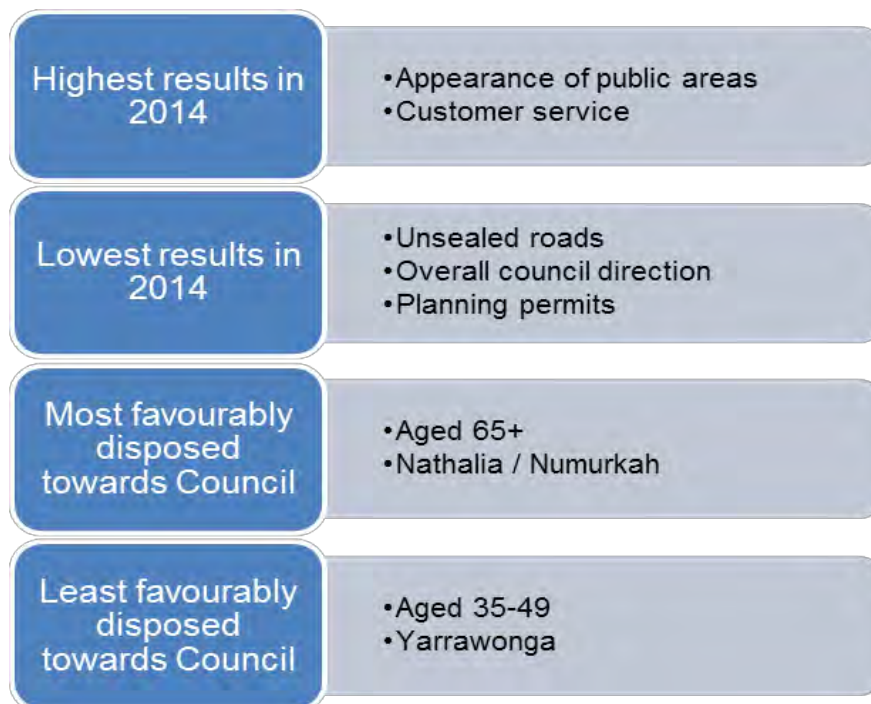 Highest results in
2014
•Appearance of public areas
•Customer service
Lowest results in
2014
•Unsealed roads
•Overall council direction
•Planning permits
Most favourably
disposed
towards Council
•Aged 65+
•Nathalia / Numurkah
Least favourably
disposed
towards Council
•Aged 35-49
•Yarrawonga